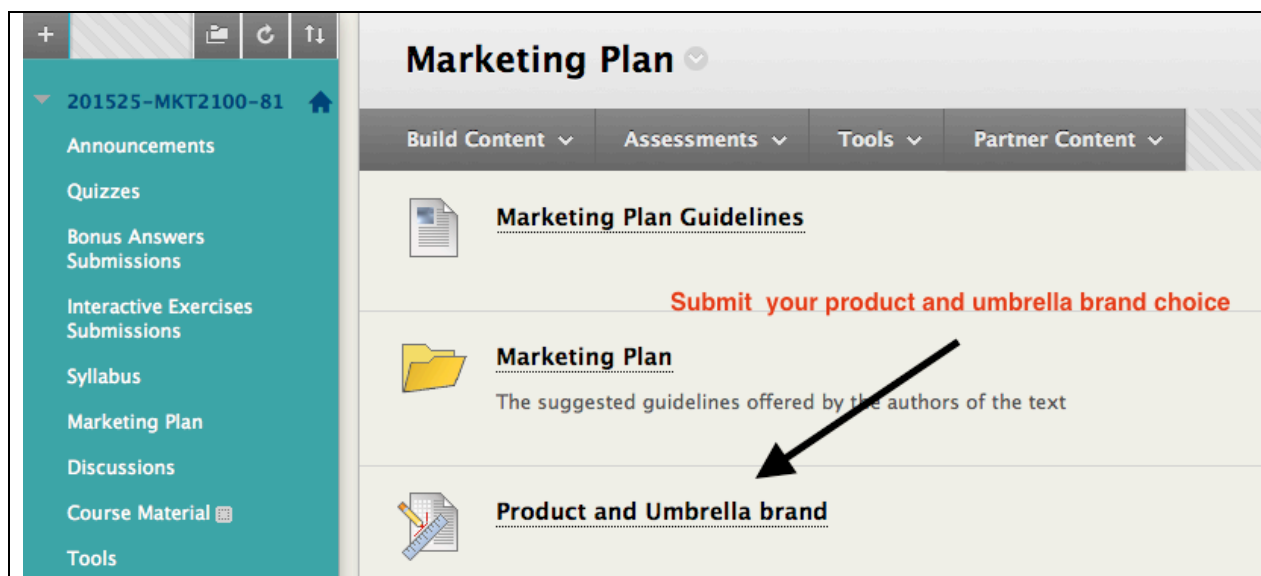 201525-MKT2100-81
Announcements
Quizzes
Bonus Answers
Submissions
Interactive Exercises
Submissions
Syllabus
Marketing Plan
Discussions
Course Material
Tools
Marketing Plan
Build Content
Assessments
Tools
Partner Content
Marketing Plan Guidelines
Submit your product and umbrella brand choice
Marketing Plan
The suggested guidelines offered by the authors of the text
Product and Umbrella brand